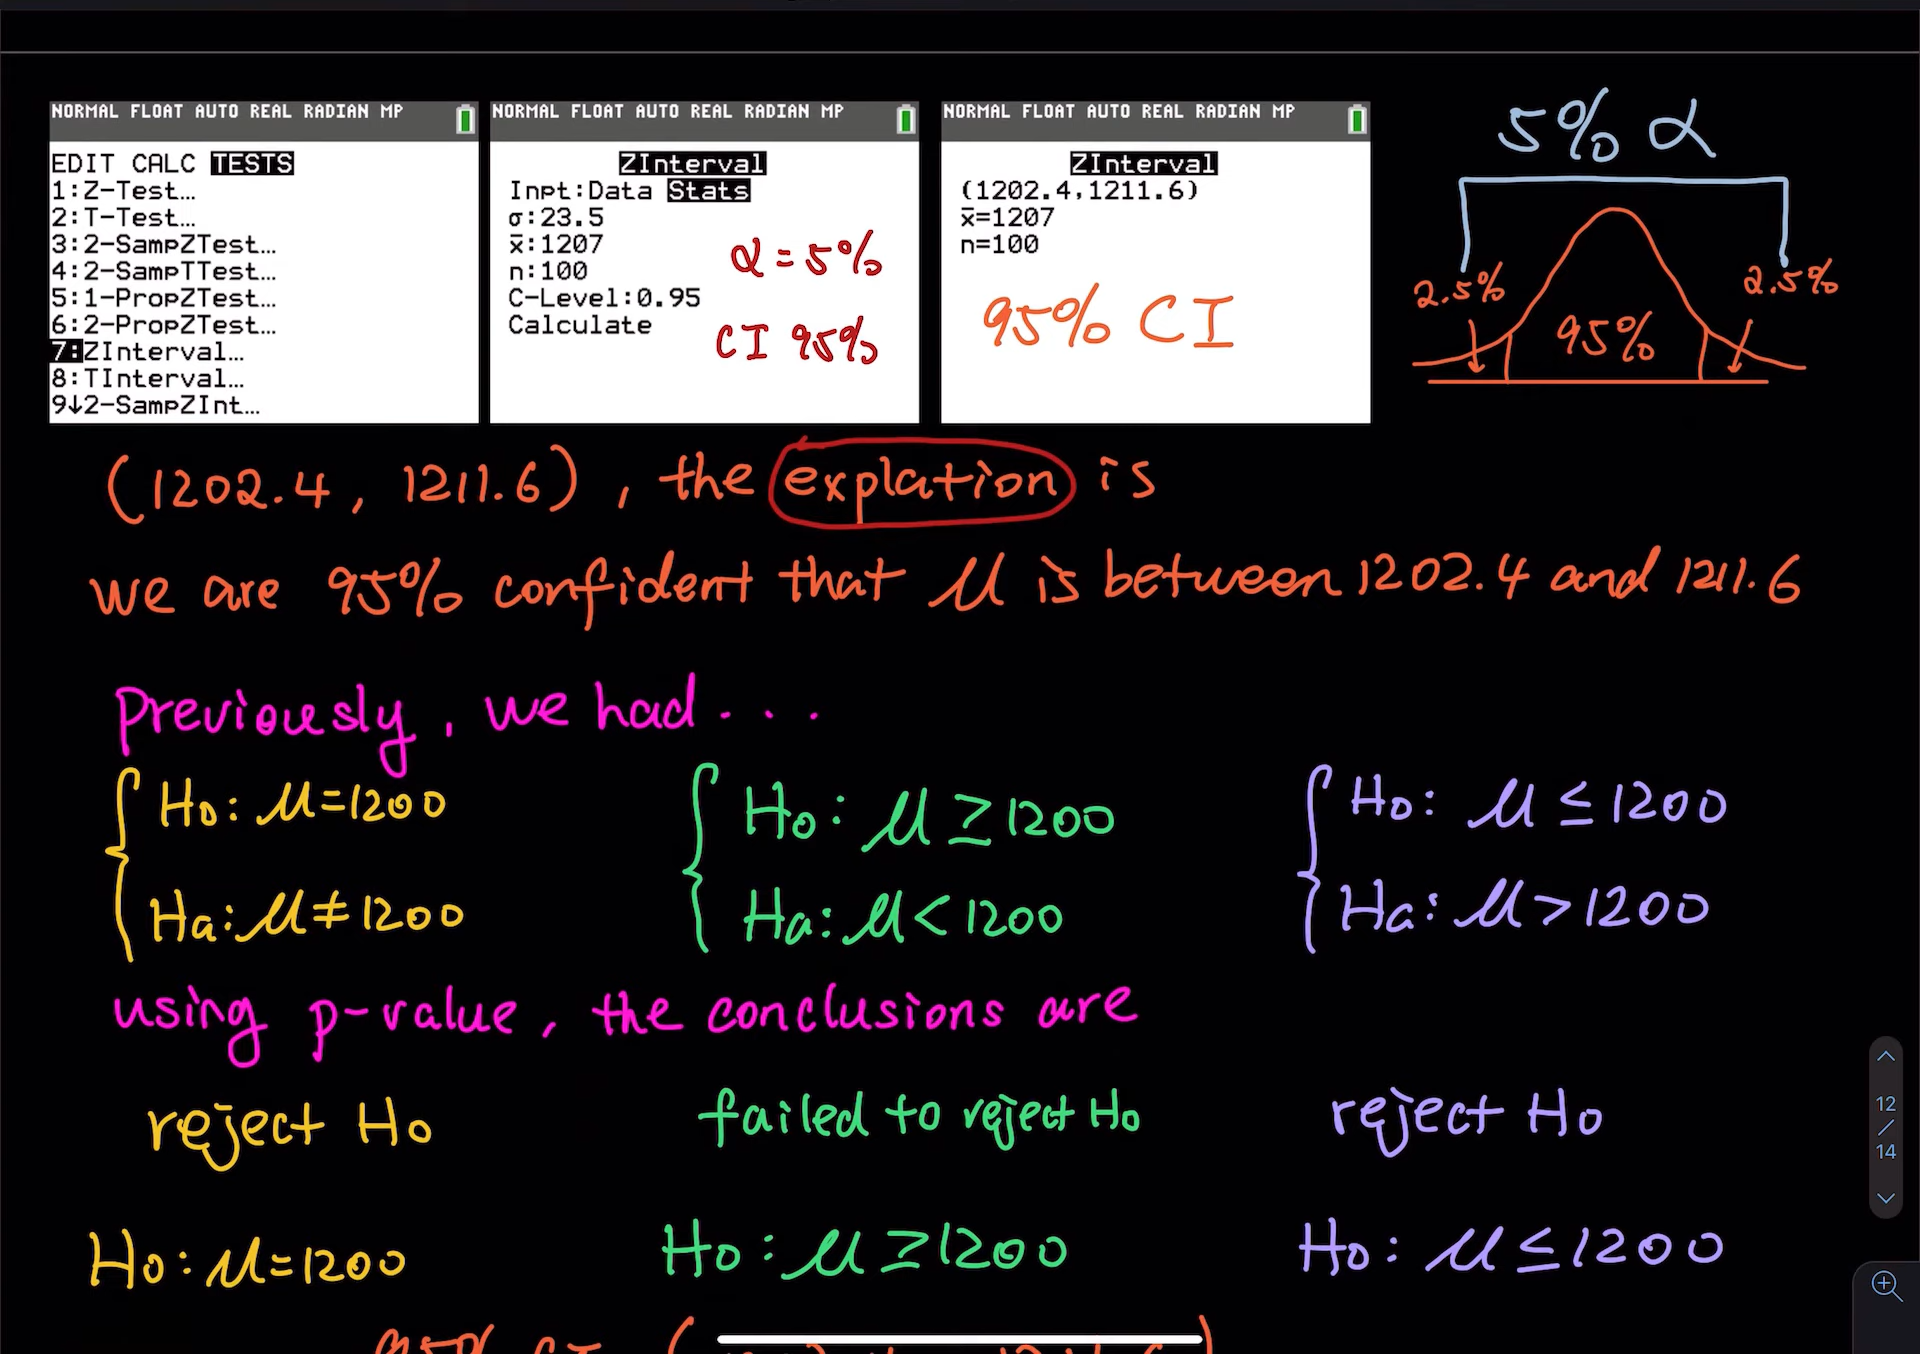 NORMAL FLOAT AUTO REAL RADIAN MP
EDIT CALC TESTS
1:Z-Test…
2:T-Test…
3:2-SampZTest…
4:2-SampTTest…
5:1-PropZTest…
6:2-PropZTest…
7:ZInterval…
8:TInterval…
9↓2-SampZInt…
NORMAL FLOAT AUTO REAL RADIAN MP
ZInterval
Inpt:Data Stats
σ:23.5
x̄:1207
n:100
C-Level:0.95
Calculate
α = 5%
CI 95%
NORMAL FLOAT AUTO REAL RADIAN MP
ZInterval
(1202.4,1211.6)
x̄=1207
n=100
95% CI
5% α
2.5%
95%
2.5%
(1202.4, 1211.6), the explation is
we are 95% confident that μ is between 1202.4 and 1211.6
Previously, we had . . .
Ho: μ=1200
Ha: μ≠1200
Ho: μ ≥ 1200
Ha: μ < 1200
Ho: μ ≤ 1200
Ha: μ > 1200
using p-value, the conclusions are
reject Ho
failed to reject Ho
reject Ho
Ho: μ=1200
Ho: μ ≥ 1200
Ho: μ ≤ 1200
95% CI
12
/
14